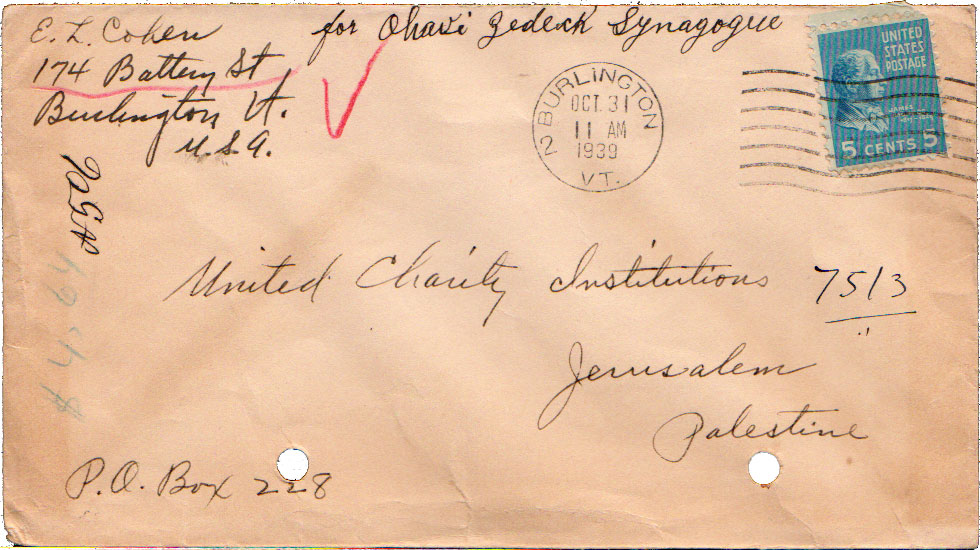 E. L. Cohen
for Ohavi Zedeck Synagogue
174 Battery St
Burlington Vt.
U.S.A.
2 BURLINGTON VT.
OCT 31
11 AM
1939
UNITED
STATES
POSTAGE
5 CENTS 5
United Charity Institutions 7513
Jerusalem
Palestine
P.O. Box 228